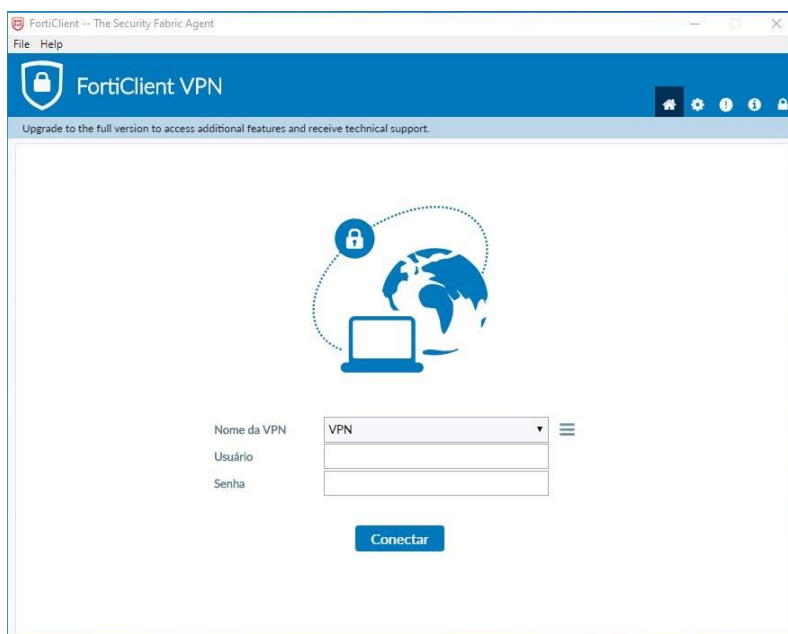 FortiClient -- The Security Fabric Agent
File Help
FortiClient VPN
Upgrade to the full version to access additional features and receive technical support.
Nome da VPN VPN
Usuário
Senha
Conectar